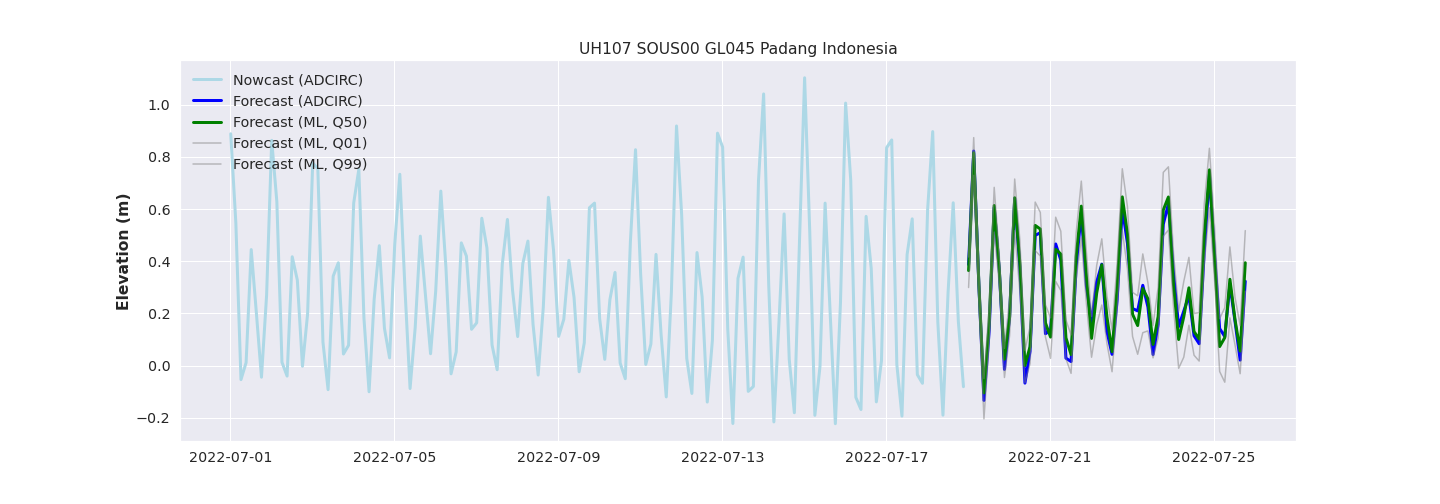 UH107 SOUS00 GL045 Padang Indonesia
Nowcast (ADCIRC)
Forecast (ADCIRC)
Forecast (ML, Q50)
Forecast (ML, Q01)
Forecast (ML, Q99)
Elevation (m)
1.0
0.8
0.6
0.4
0.2
0.0
−0.2
2022-07-01
2022-07-05
2022-07-09
2022-07-13
2022-07-17
2022-07-21
2022-07-25